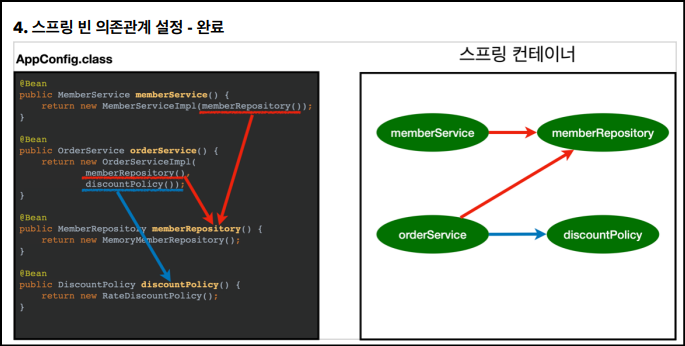 4. 스프링 빈 의존관계 설정 - 완료
AppConfig.class
@Bean
public MemberService memberService() {
return new MemberServiceImpl(memberRepository());
}
@Bean
public OrderService orderService() {
return new OrderServiceImpl(
memberRepository(),
discountPolicy());
}
@Bean
public MemberRepository memberRepository() {
return new MemoryMemberRepository();
}
@Bean
public DiscountPolicy discountPolicy() {
return new RateDiscountPolicy();
}
스프링 컨테이너
memberService
memberRepository
orderService
discountPolicy